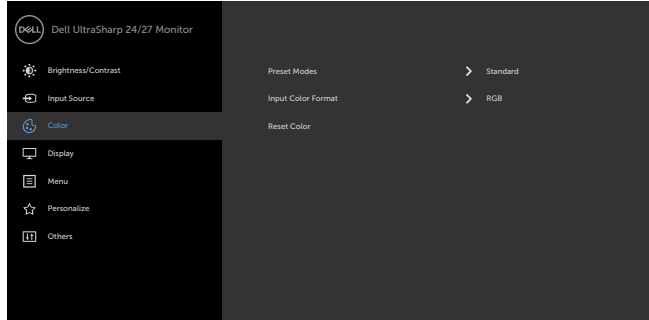 DELL Dell UltraSharp 24/27 Monitor
Brightness/Contrast
Preset Modes Standard
Input Source
Input Color Format RGB
Color
Reset Color
Display
Menu
Personalize
Others